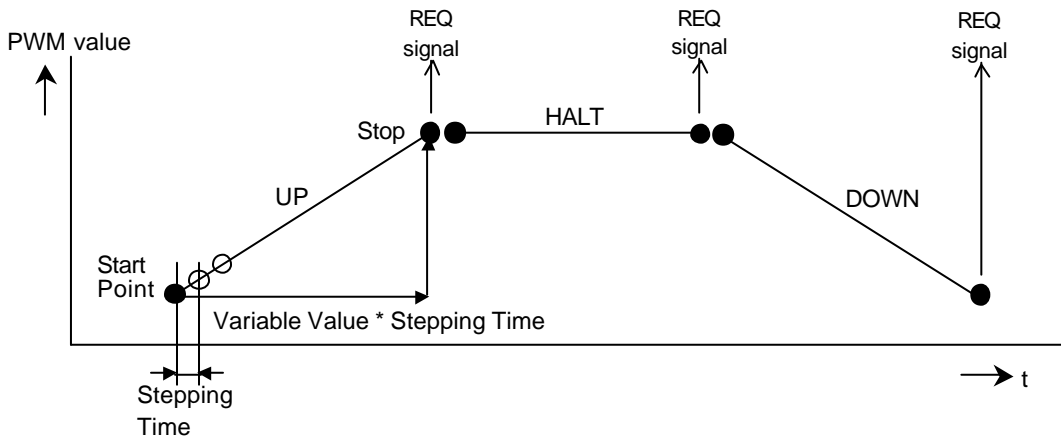 PWM value
REQ
signal
REQ
signal
REQ
signal
Stop
HALT
UP
DOWN
Start
Point
Variable Value * Stepping Time
Stepping
Time
t